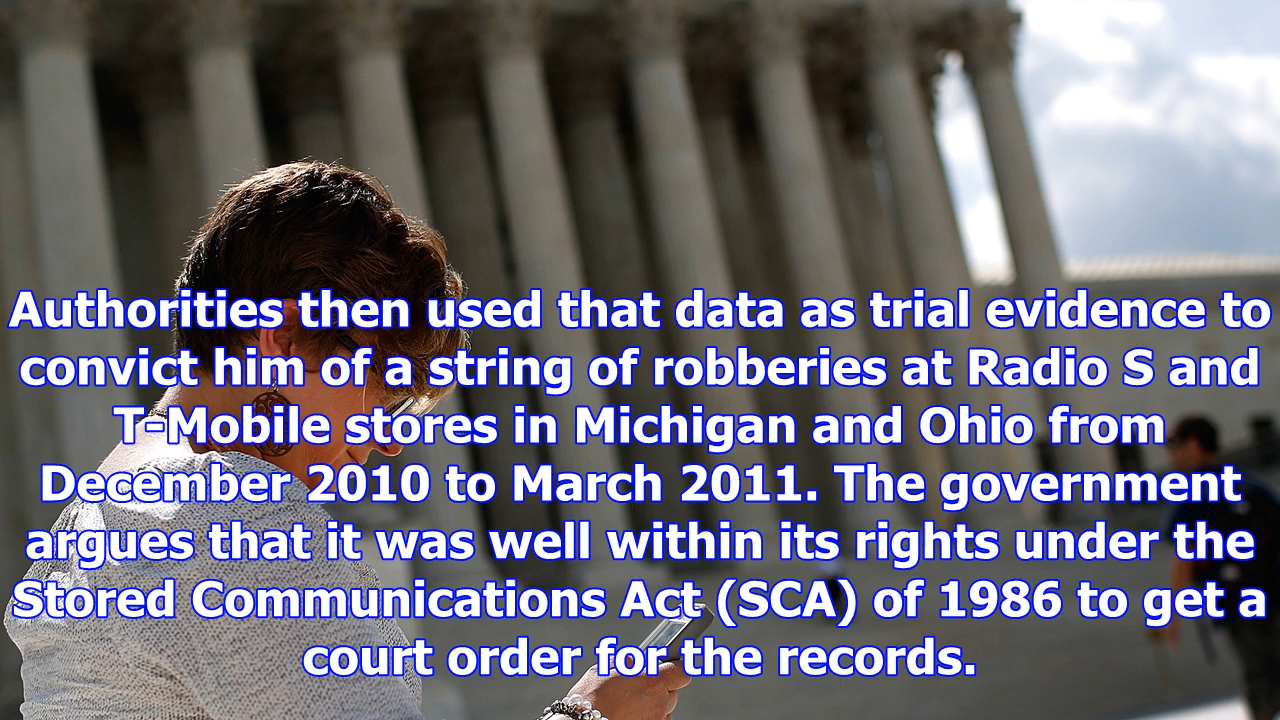 Authorities then used that data as trial evidence to
convict him of a string of robberies at Radio S and
T-Mobile stores in Michigan and Ohio from
December 2010 to March 2011. The government
argues that it was well within its rights under the
Stored Communications Act (SCA) of 1986 to get a
court order for the records.